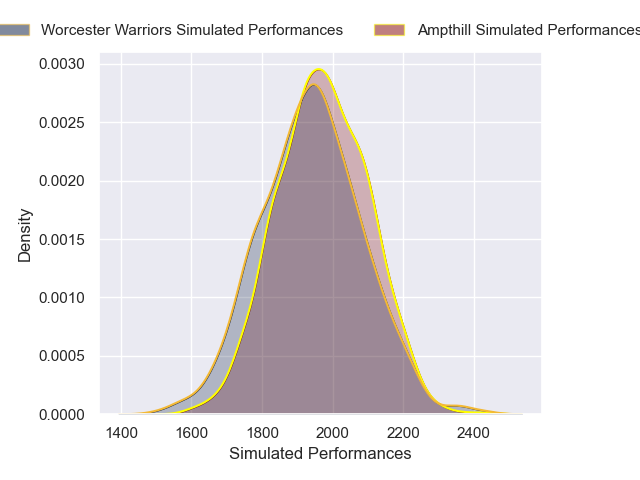 Worcester Warriors Simulated Performances
Ampthill Simulated Performances
0.0030
0.0025
0.0020
0.0015
0.0010
0.0005
0.0000
Density
1400 1600 1800 2000 2200 2400
Simulated Performances